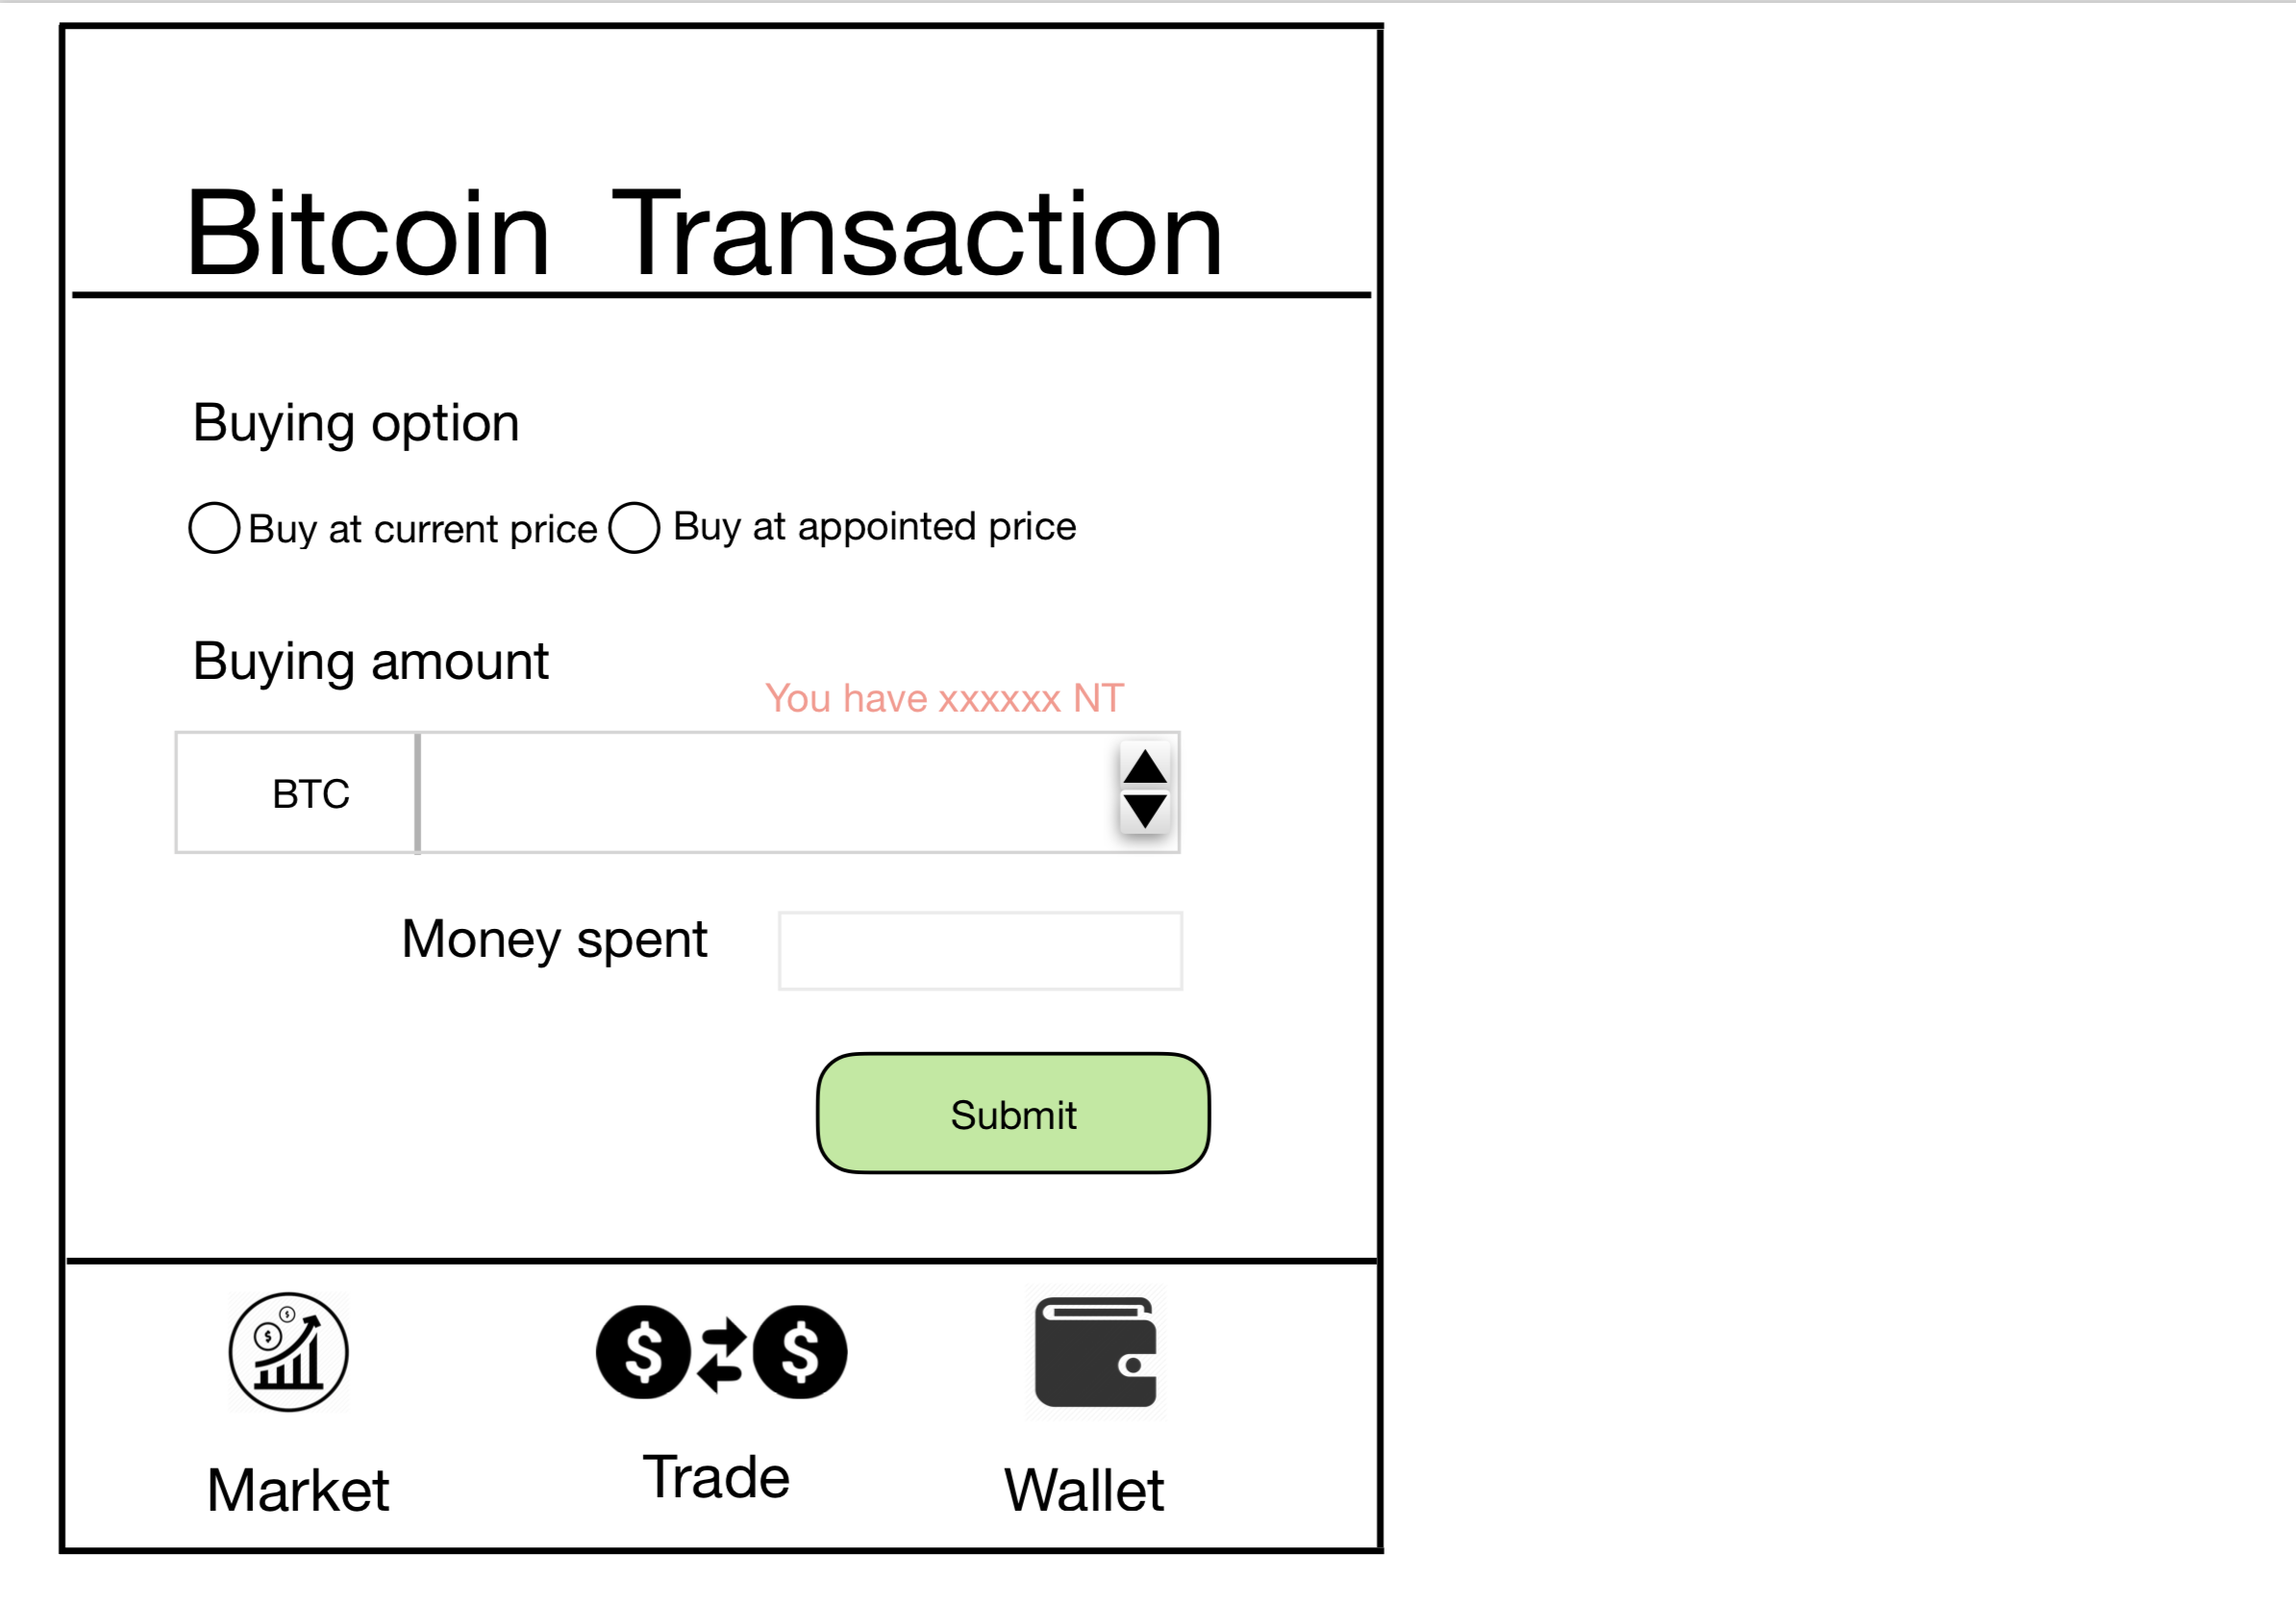 Bitcoin Transaction
Buying option
Buy at current price Buy at appointed price
Buying amount
You have xxxxxx NT
BTC
Money spent
Submit
$ $ $ $
Market Trade Wallet